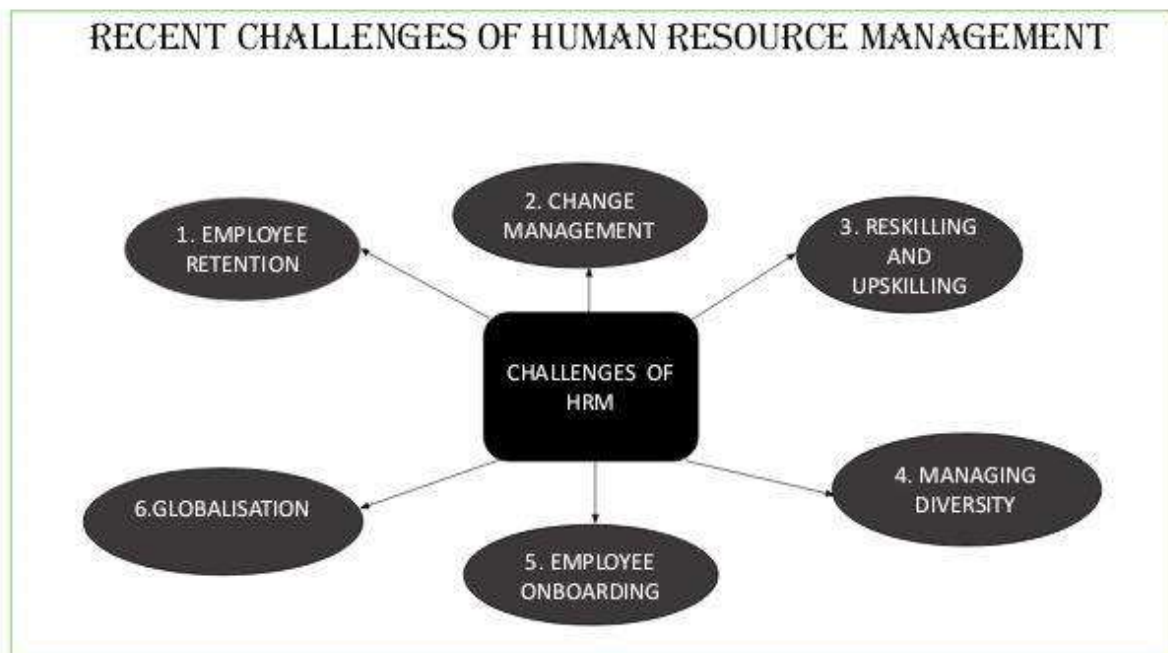 RECENT CHALLENGES OF HUMAN RESOURCE MANAGEMENT
1. EMPLOYEE
RETENTION
2. CHANGE
MANAGEMENT
3. RESKILLING
AND
UPSKILLING
CHALLENGES OF
HRM
4. MANAGING
DIVERSITY
5. EMPLOYEE
ONBOARDING
6.GLOBALISATION